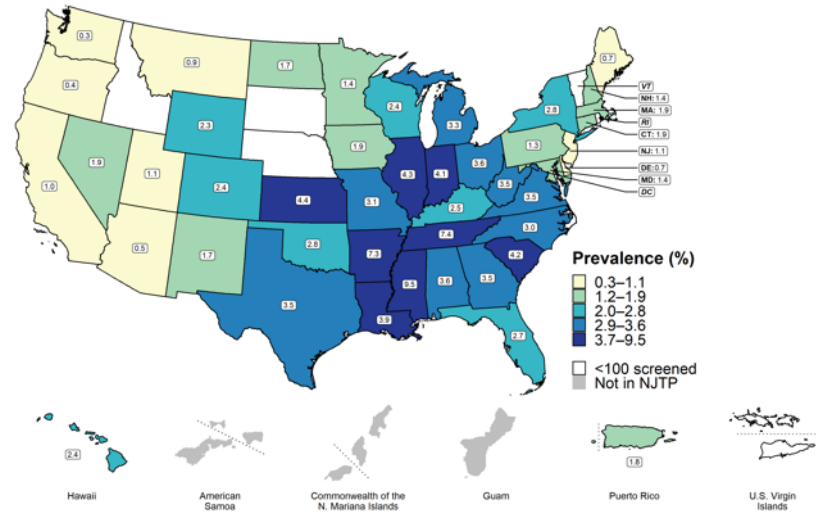 0.3
0.4
0.9
1.7
1.4
2.4
3.3
0.7
2.3
1.9
2.8
1.3
VT
NH: 1.4
MA: 1.9
RI
CT: 1.9
NJ: 1.1
DE: 0.7
MD: 1.4
DC
1.0
1.9
1.1
2.4
4.4
3.1
4.3
4.1
3.6
3.5
3.5
2.5
3.0
0.5
1.7
2.8
7.3
7.4
4.2
3.5
9.5
3.6
3.5
3.9
2.7
Prevalence (%)
0.3–1.1
1.2–1.9
2.0–2.8
2.9–3.6
3.7–9.5
<100 screened
Not in NJTP
2.4
1.8
Hawaii
American
Samoa
Commonwealth of the
N. Mariana Islands
Guam
Puerto Rico
U.S. Virgin
Islands